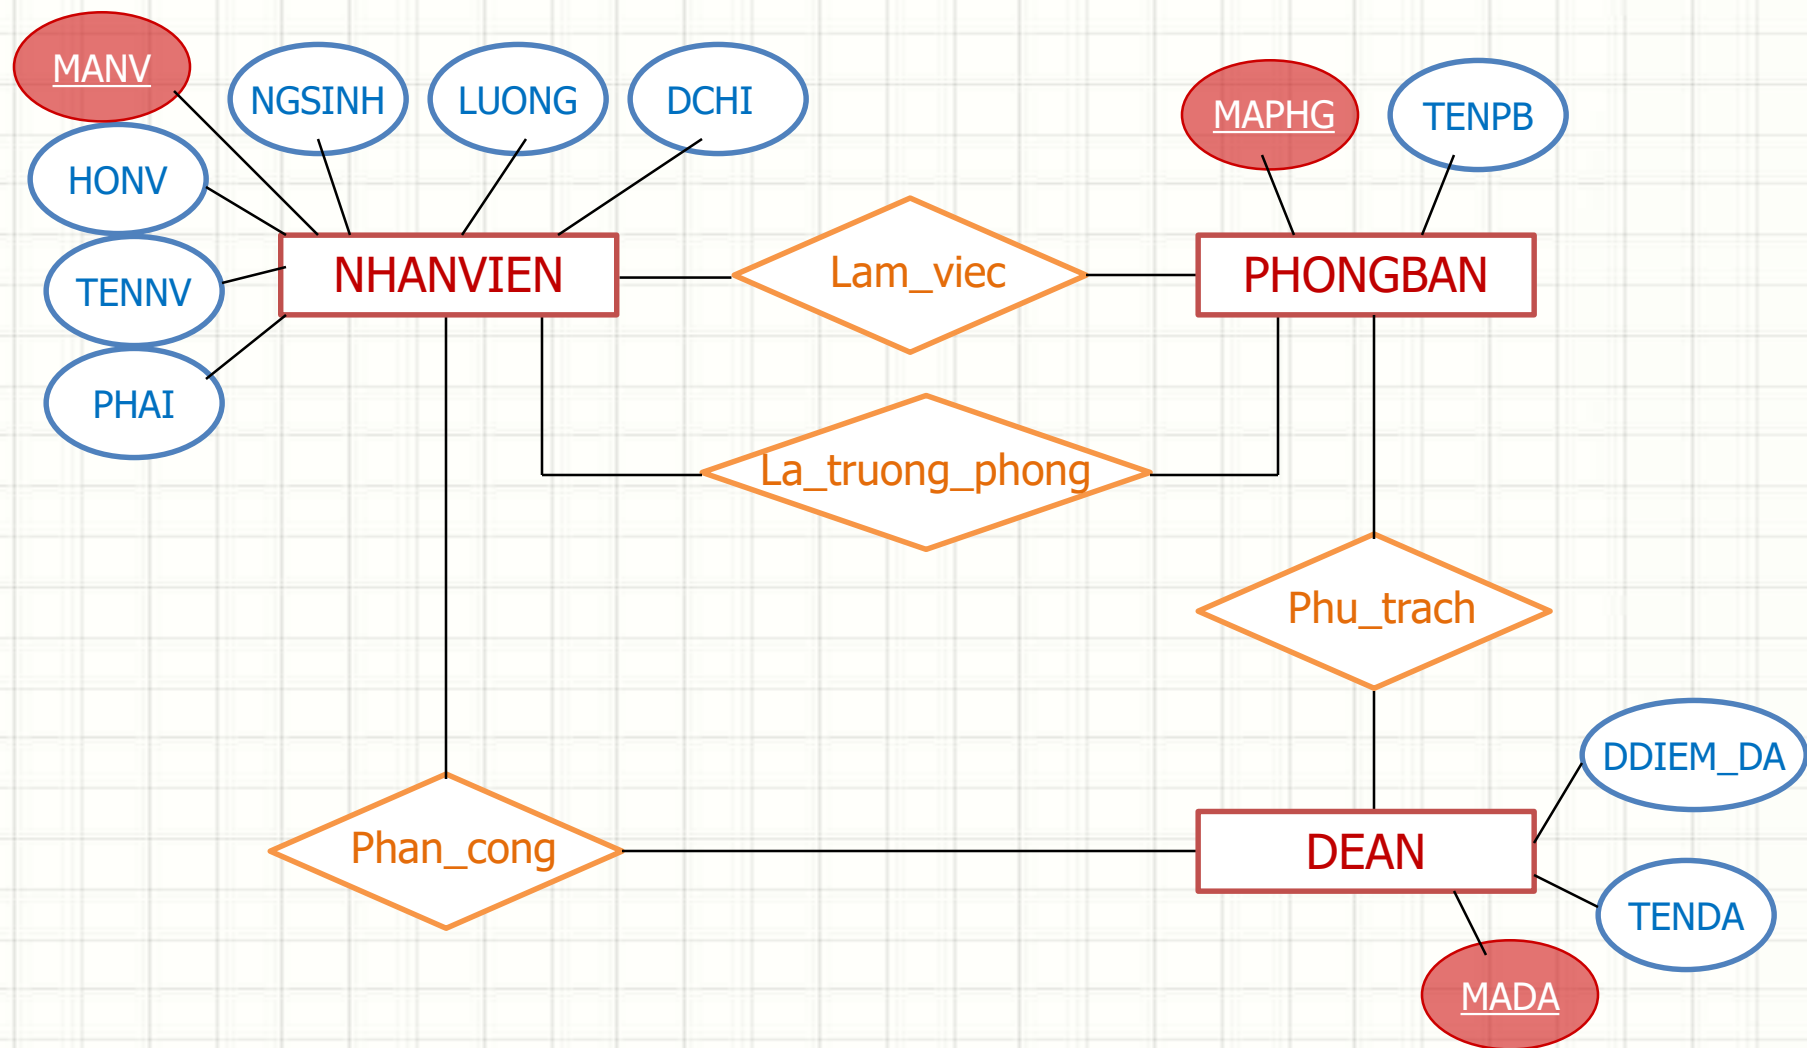 MANV
NGSINH
LUONG
DCHI
MAPHG
TENPB
HONV
TENNV
PHAI
NHANVIEN
Lam_viec
PHONGBAN
La_truong_phong
Phu_trach
Phan_cong
DEAN
DDIEM_DA
TENDA
MADA